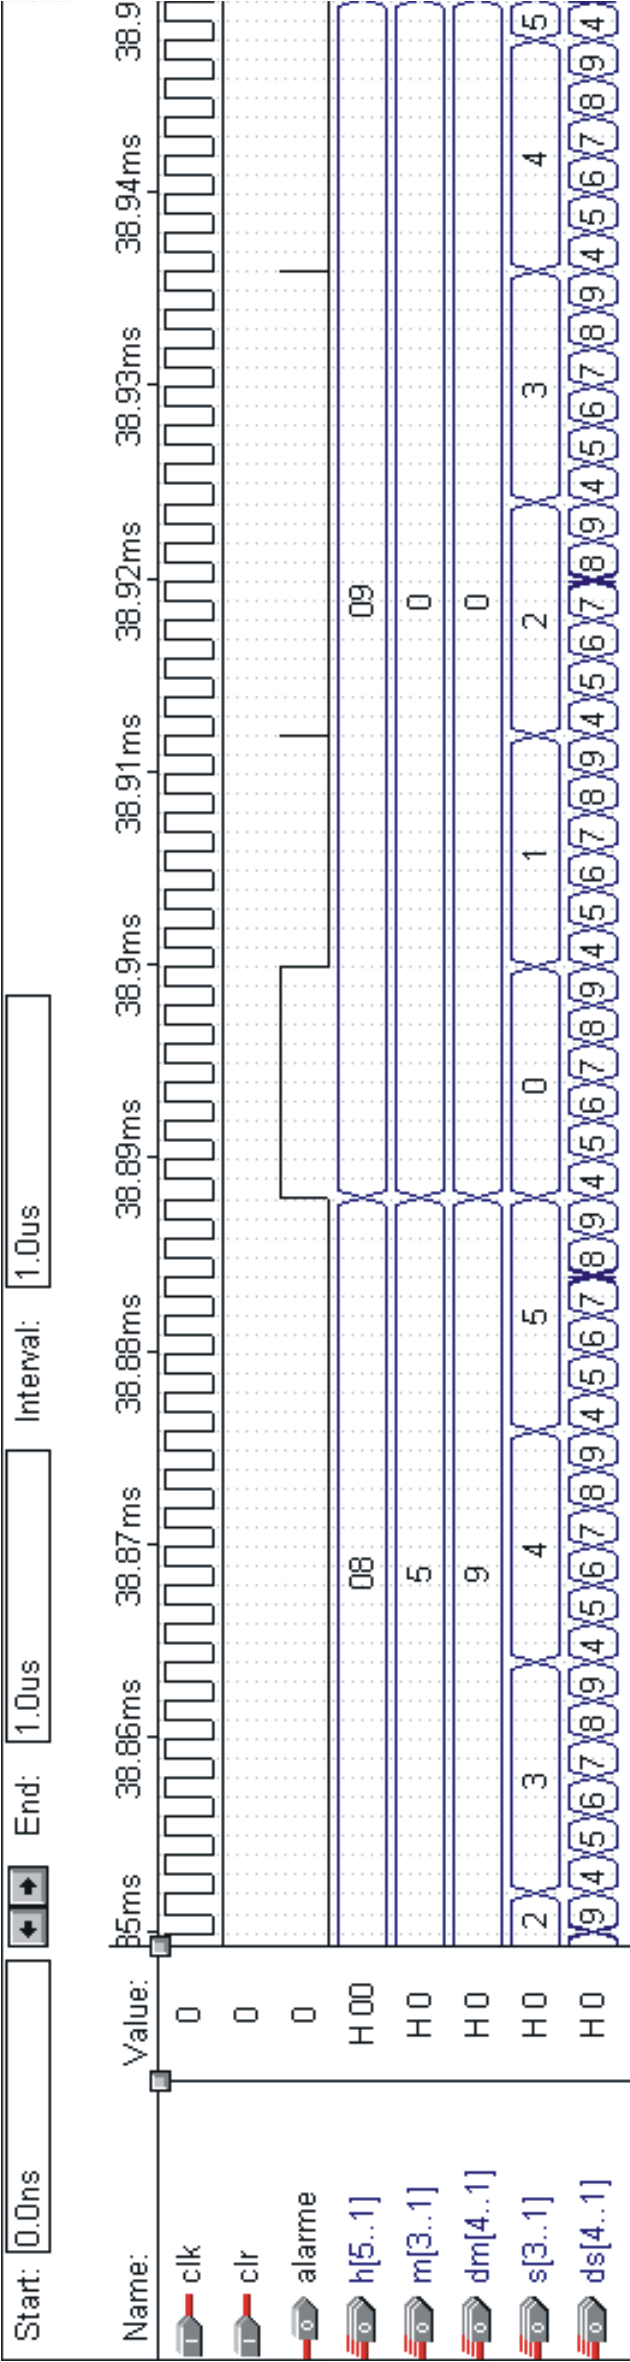 Start: 0.0ns End: 1.0us Interval: 1.0us
Name: Value: 85ms 38.86ms 38.87ms 38.88ms 38.89ms 38.9ms 38.91ms 38.92ms 38.93ms 38.94ms 38.9
I clk 0
I clr 0
O alarme 0
O h[5..1] H 00 08 09
O m[3..1] H 0 5 0
O dm[4..1] H 0 9 0
O s[3..1] H 0 2 3 4 5 0 1 2 3 4 5
O ds[4..1] H 0 9 4 5 6 7 8 9 4 5 6 7 8 9 4 5 6 7 8 9 4 5 6 7 8 9 4 5 6 7 8 9 4 5 6 7 8 9 4 5 6 7 8 9 4 5 6 7 8 9 4